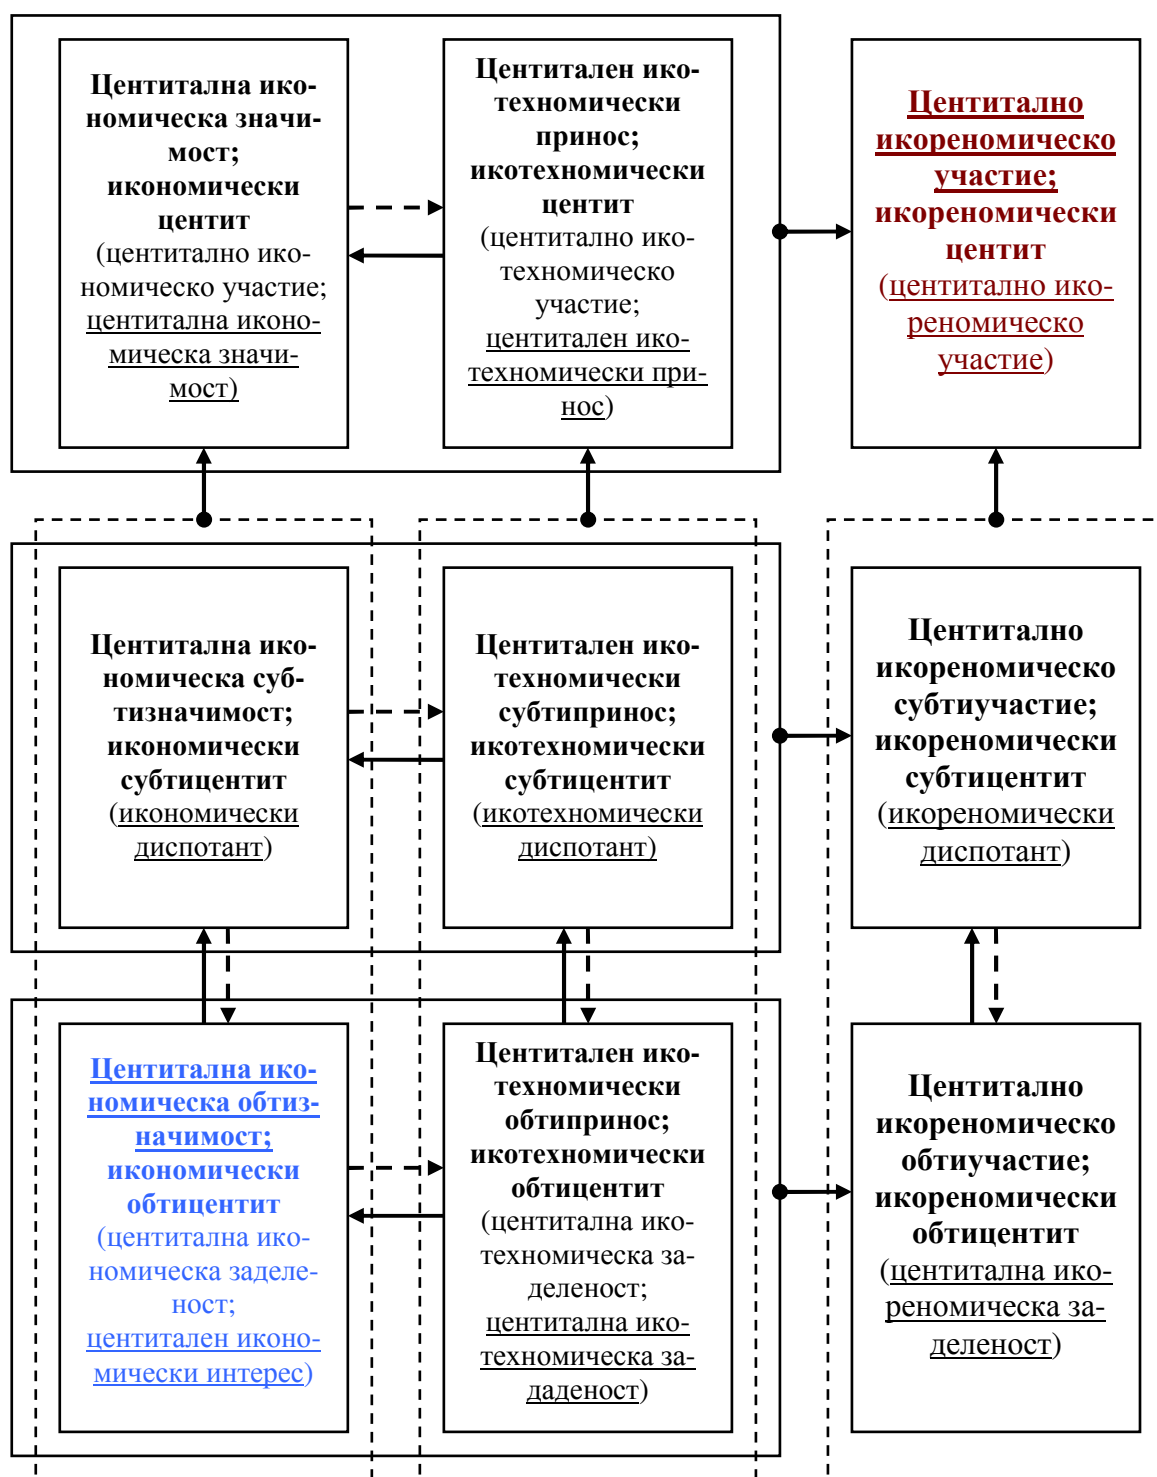 Центитална ико-
номическа значи-
мост;
икономически
центит
(центитално ико-
номическо участие;
центитална иконо-
мическа значи-
мост)
Центитален ико-
техномически
принос;
икотехномически
центит
(центитално ико-
техномическо
участие;
центитален ико-
техномически при-
нос)
Центитално
икореномическо
участие;
икореномически
центит
(центитално ико-
реномическо
участие)
Центитална ико-
номическа суб-
тизначимост;
икономически
субтицентит
(икономически
диспотант)
Центитален ико-
техномически
субтипринос;
икотехномически
субтицентит
(икотехномически
диспотант)
Центитално
икореномическо
субтиучастие;
икореномически
субтицентит
(икореномически
диспотант)
Центитална ико-
номическа обтиз-
начимост;
икономически
обтицентит
(центитална ико-
номическа заделе-
ност;
центитален иконо-
мически интерес)
Центитален ико-
техномически
обтипринос;
икотехномически
обтицентит
(центитална ико-
техномическа за-
деленост;
центитална ико-
техномическа за-
даденост)
Центитално
икореномическо
обтиучастие;
икореномически
обтицентит
(центитална ико-
реномическа за-
деленост)